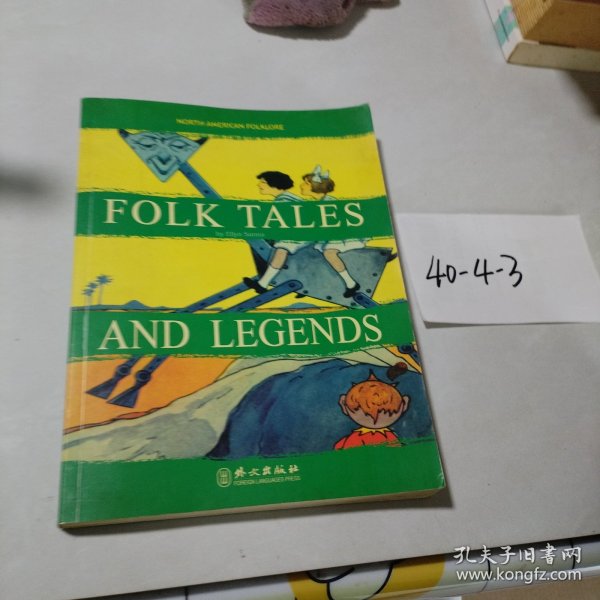 NORTH AMERICAN FOLKLORE
FOLK TALES
by Ellyn Sanna
AND LEGENDS
外文出版社
FOREIGN LANGUAGES PRESS
40-4-3
孔夫子旧书网
www.kongfz.com